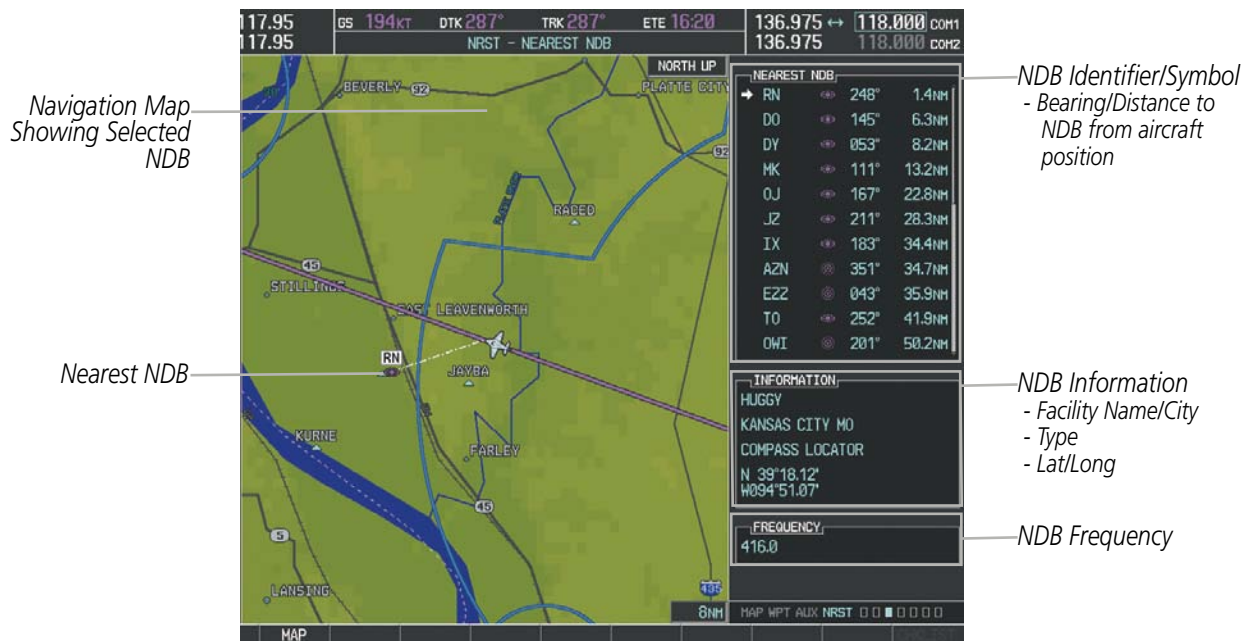 117.95
117.95
GS 194KT DTK 287° TRK 287° ETE 16:20
NRST - NEAREST NDB
136.975 ↔ 118.000 COM1
136.975 118.000 COM2
Navigation Map
Showing Selected
NDB
Nearest NDB
NORTH UP
BEVERLY
92
PLATTE CITY
92
RACED
45
STILLINGS
EAST LEAVENWORTH
RN
JAYBA
KURNE
FARLEY
45
5
LANSING
435
8NM
NEAREST NDB
RN 248° 1.4NM
DO 145° 6.3NM
DY 053° 8.2NM
MK 111° 13.2NM
OJ 167° 22.8NM
JZ 211° 28.3NM
IX 183° 34.4NM
AZN 351° 34.7NM
EZZ 043° 35.9NM
TO 252° 41.9NM
OWI 201° 50.2NM
INFORMATION
HUGGY
KANSAS CITY MO
COMPASS LOCATOR
N 39°18.12'
W094°51.07'
FREQUENCY
416.0
MAP WPT AUX NRST
MAP
NDB Identifier/Symbol
- Bearing/Distance to
NDB from aircraft
position
NDB Information
- Facility Name/City
- Type
- Lat/Long
NDB Frequency